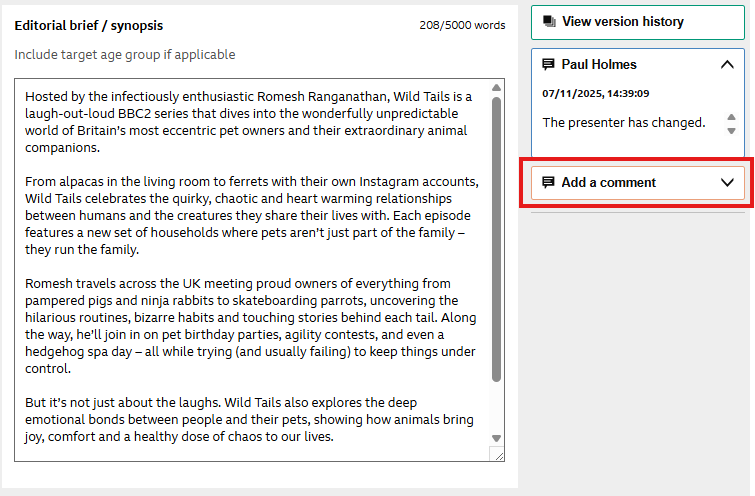 Editorial brief / synopsis
208/5000 words
Include target age group if applicable
Hosted by the infectiously enthusiastic Romesh Ranganathan, Wild Tails is a
laugh-out-loud BBC2 series that dives into the wonderfully unpredictable
world of Britain's most eccentric pet owners and their extraordinary animal
companions.
From alpacas in the living room to ferrets with their own Instagram accounts,
Wild Tails celebrates the quirky, chaotic and heart warming relationships
between humans and the creatures they share their lives with. Each episode
features a new set of households where pets aren't just part of the family –
they run the family.
Romesh travels across the UK meeting proud owners of everything from
pampered pigs and ninja rabbits to skateboarding parrots, uncovering the
hilarious routines, bizarre habits and touching stories behind each tail. Along
the way, he'll join in on pet birthday parties, agility contests, and even a
hedgehog spa day – all while trying (and usually failing) to keep things under
control.
But it's not just about the laughs. Wild Tails also explores the deep
emotional bonds between people and their pets, showing how animals bring
joy, comfort and a healthy dose of chaos to our lives.
View version history
Paul Holmes
07/11/2025, 14:39:09
The presenter has changed.
Add a comment